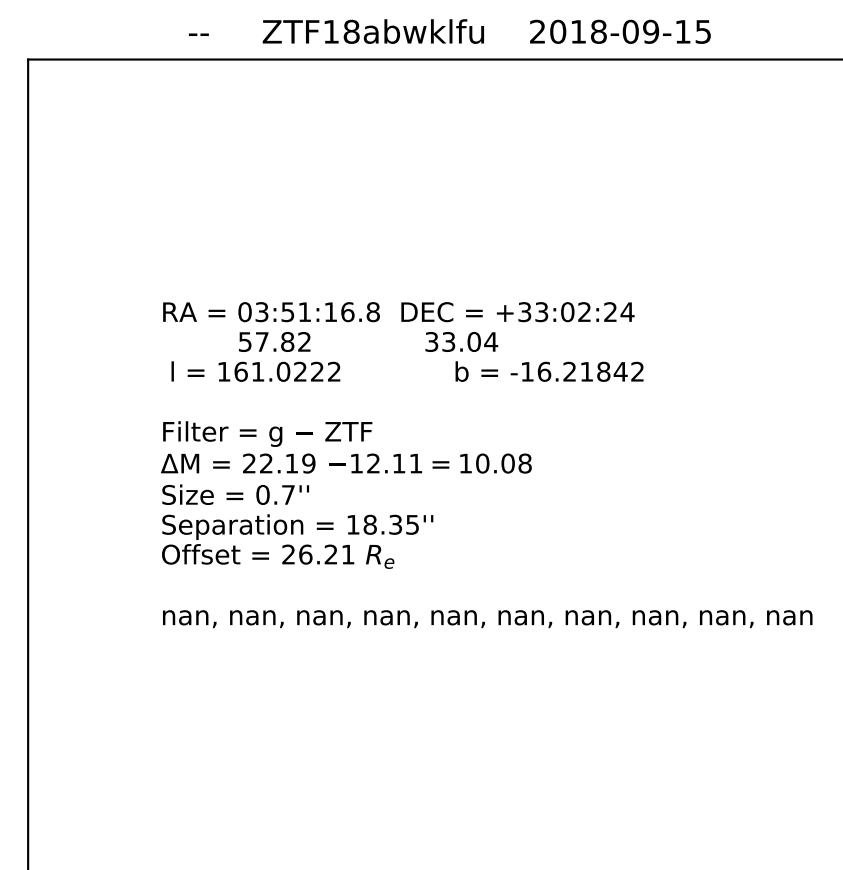 -- ZTF18abwklfu 2018-09-15
RA = 03:51:16.8 DEC = +33:02:24
57.82 33.04
l = 161.0222 b = -16.21842
Filter = g − ZTF
ΔM = 22.19 −12.11 = 10.08
Size = 0.7''
Separation = 18.35''
Offset = 26.21 Re
nan, nan, nan, nan, nan, nan, nan, nan, nan, nan